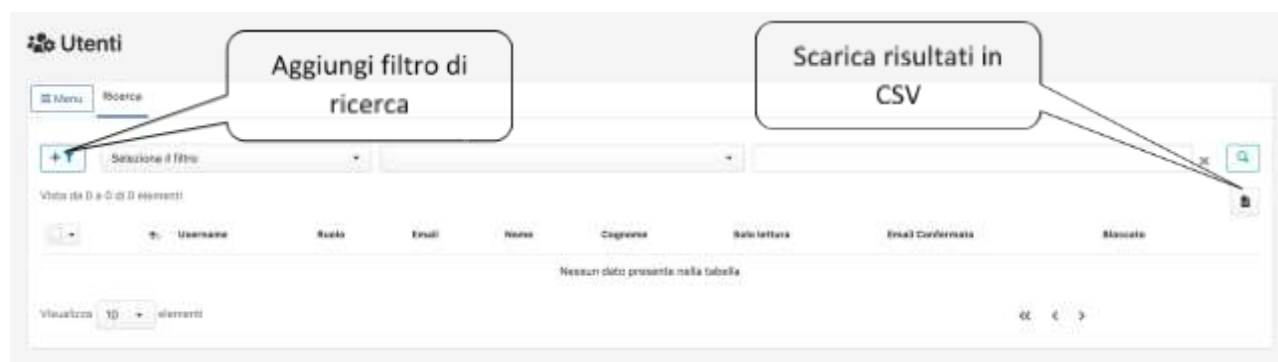 Utenti
Aggiungi filtro di
ricerca
Scarica risultati in
CSV
Menu Ricerca
Seleziona il filtro
Vista da 0 a 0 di 0 elementi
Username Ruolo Email Nome Cognome Sola lettura Email Confermata Bloccato
Nessun dato presente nella tabella
Visualizza 10 elementi